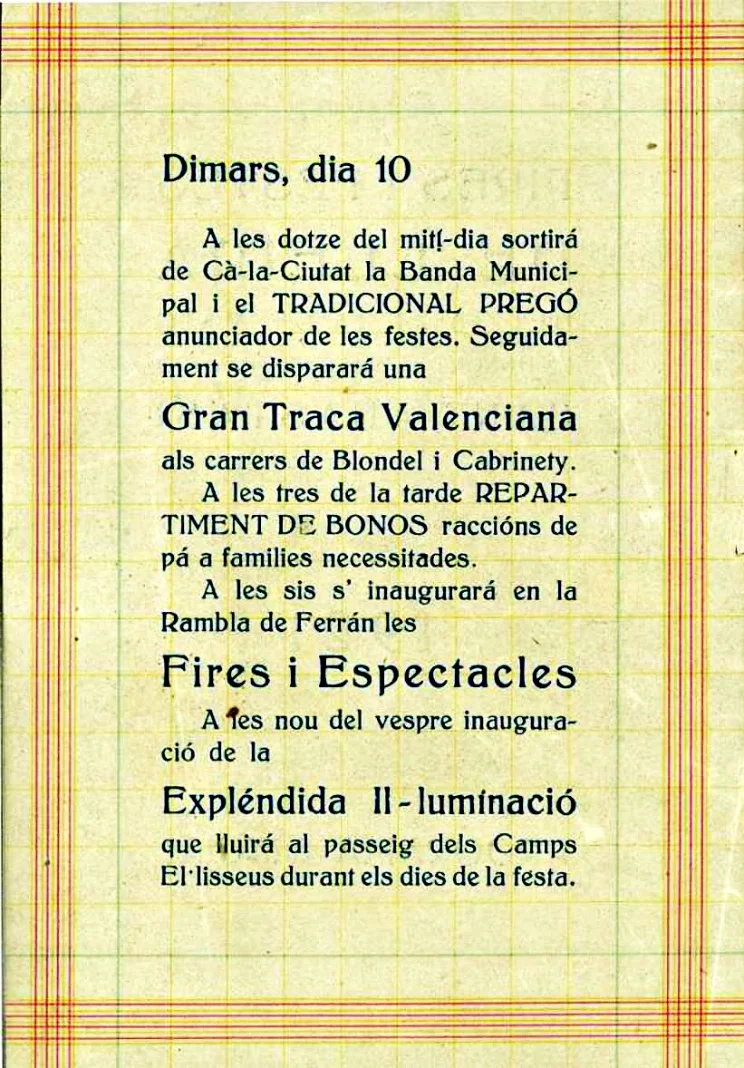 Dimars, dia 10
A les dotze del mitj-dia sortirá
de Cà-la-Ciutat la Banda Munici-
pal i el TRADICIONAL PREGÓ
anunciador de les festes. Seguida-
ment se disparará una
Gran Traca Valenciana
als carrers de Blondel i Cabrinety.
A les tres de la tarde REPAR-
TIMENT DE BONOS raccións de
pá a families necessitades.
A les sis s' inaugurará en la
Rambla de Ferrán les
Fires i Espectacles
A les nou del vespre inaugura-
ció de la
Expléndida Il-luminació
que lluirá al passeig dels Camps
El·lisseus durant els dies de la festa.